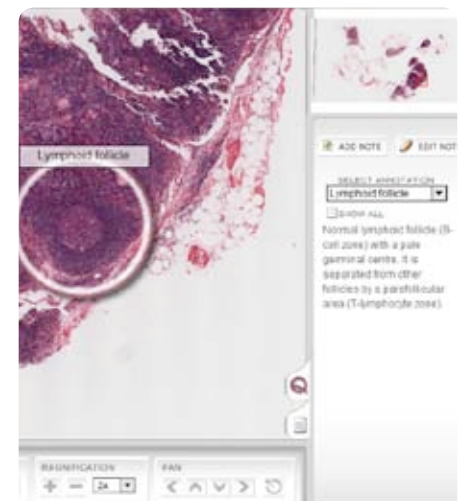 Lymphoid follicle
ADD NOTE
EDIT NOT
SELECT ANNOTATION
Lymphoid follicle
SHOW ALL
Normal lymphoid follicle (B-
cell zone) with a pale
germinal centre. It is
separated from other
follicles by a parafollicular
area (T-lymphocyte zone).
MAGNIFICATION
2x
PAN